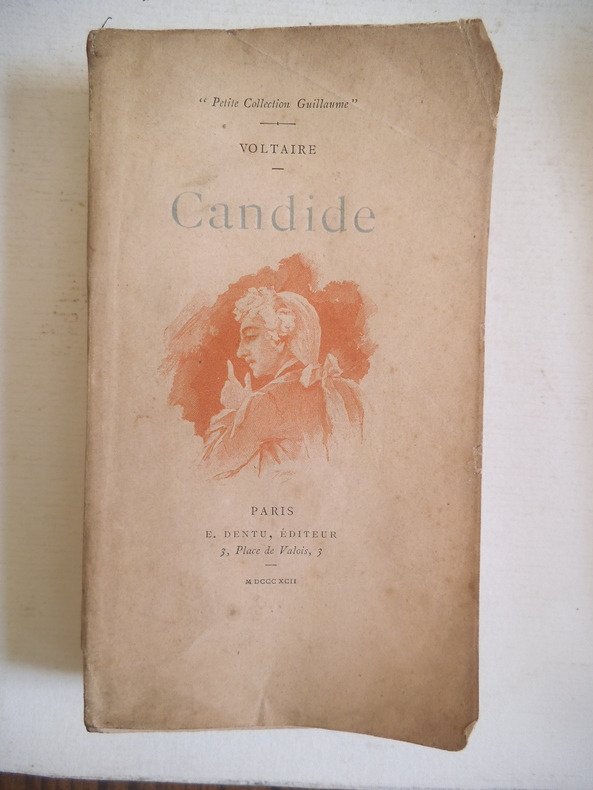 “ Petite Collection Guillaume ”
VOLTAIRE
Candide
PARIS
E. DENTU, ÉDITEUR
3, Place de Valois, 3
MDCCCXCII